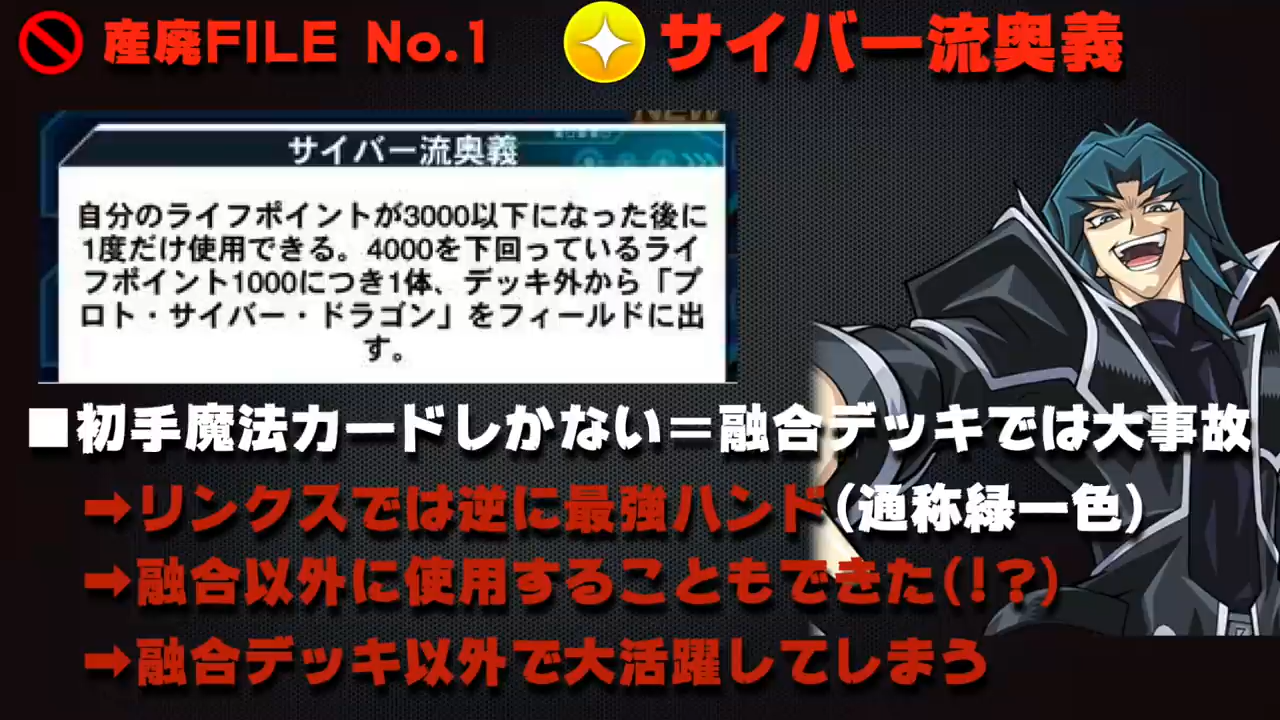 産廃FILE No.1
サイバー流奥義
NEW
サイバー流奥義
自分のライフポイントが3000以下になった後に
1度だけ使用できる。4000を下回っているライ
フポイント1000につき1体、デッキ外から「プ
ロト・サイバー・ドラゴン」をフィールドに出
す。
■初手魔法カードしかない＝融合デッキでは大事故
➡リンクスでは逆に最強ハンド(通称緑一色)
➡融合以外に使用することもできた(!?)
➡融合デッキ以外で大活躍してしまう